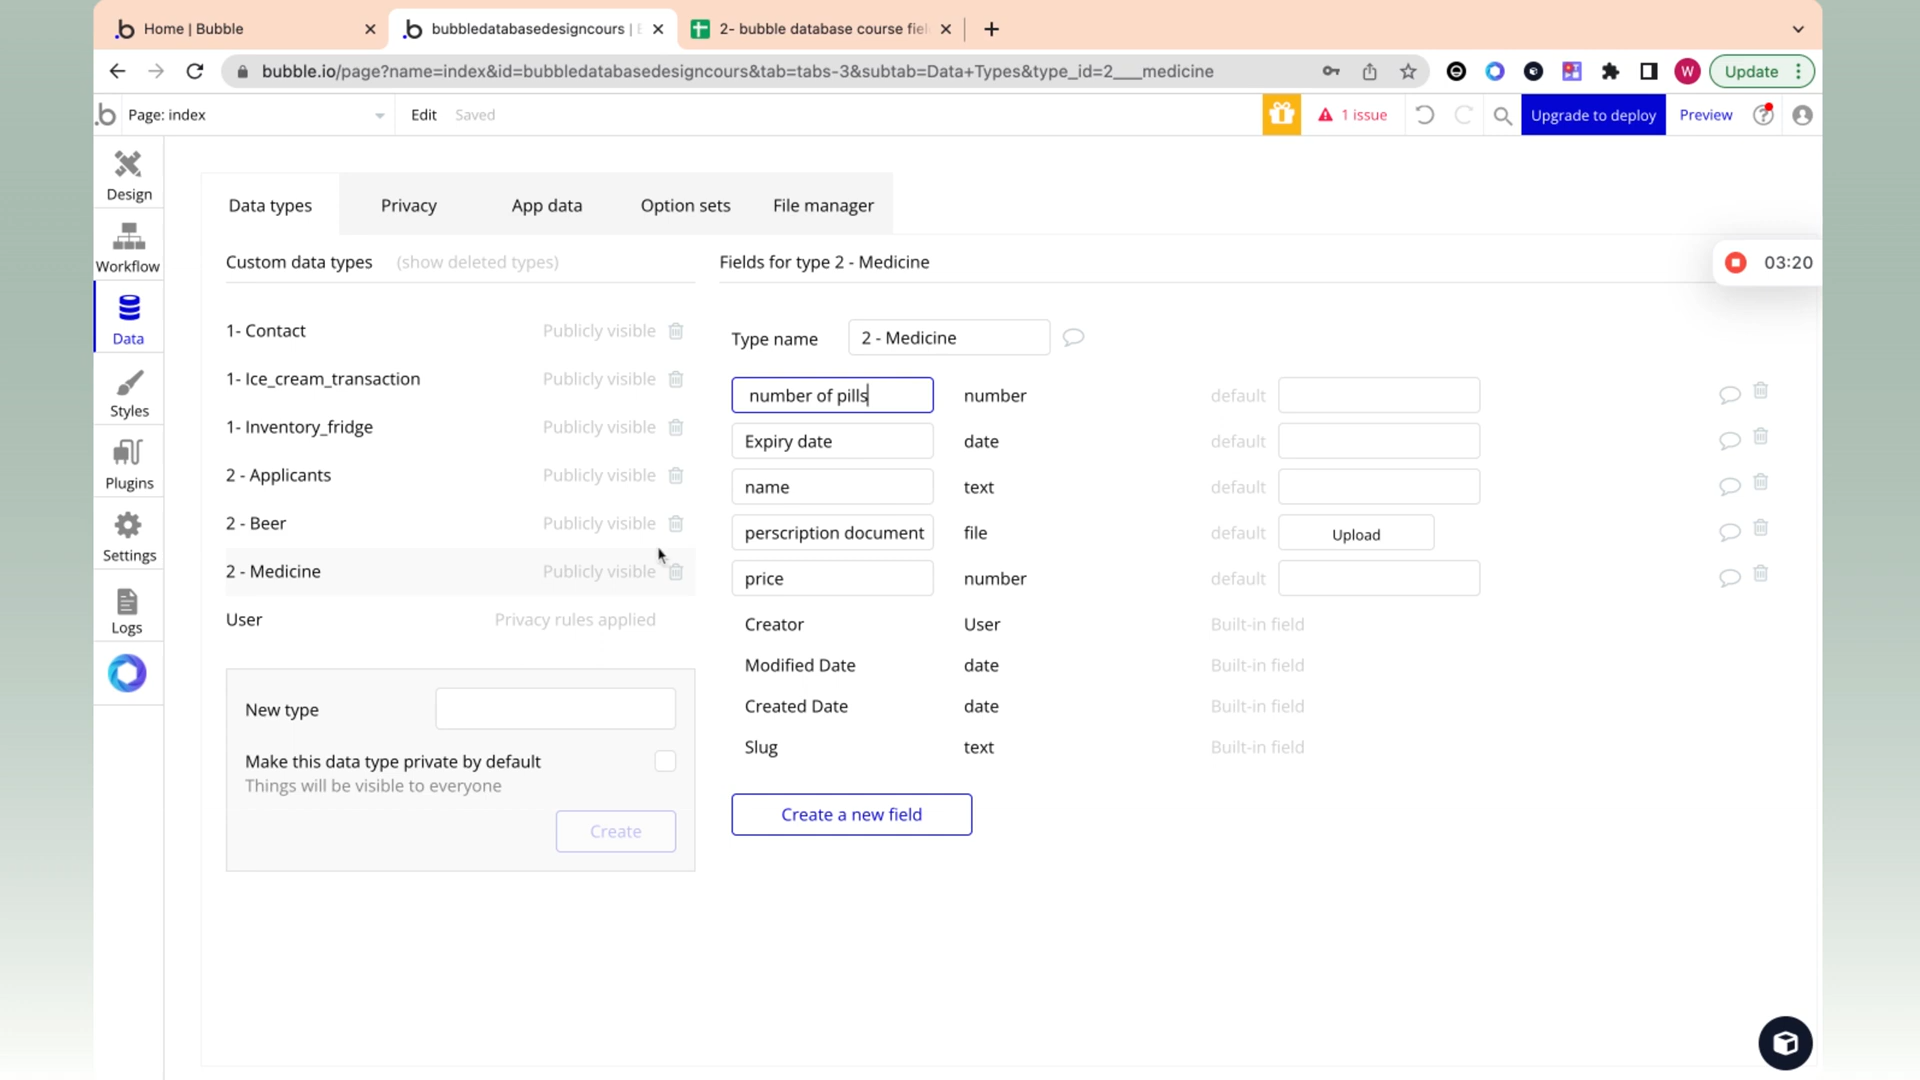 Home | Bubble
bubbledatabasedesigncours |
2- bubble database course fiel
bubble.io/page?name=index&id=bubbledatabasedesigncours&tab=tabs-3&subtab=Data+Types&type_id=2___medicine
W
Update
Page: index
Edit
Saved
1 issue
Upgrade to deploy
Preview
Design
Workflow
Data
Styles
Plugins
Settings
Logs
Data types
Privacy
App data
Option sets
File manager
Custom data types
(show deleted types)
1- Contact Publicly visible
1- Ice_cream_transaction Publicly visible
1- Inventory_fridge Publicly visible
2 - Applicants Publicly visible
2 - Beer Publicly visible
2 - Medicine Publicly visible
User Privacy rules applied
New type
Make this data type private by default
Things will be visible to everyone
Create
Fields for type 2 - Medicine
03:20
Type name 2 - Medicine
number of pills number default
Expiry date date default
name text default
perscription document file default Upload
price number default
Creator User Built-in field
Modified Date date Built-in field
Created Date date Built-in field
Slug text Built-in field
Create a new field